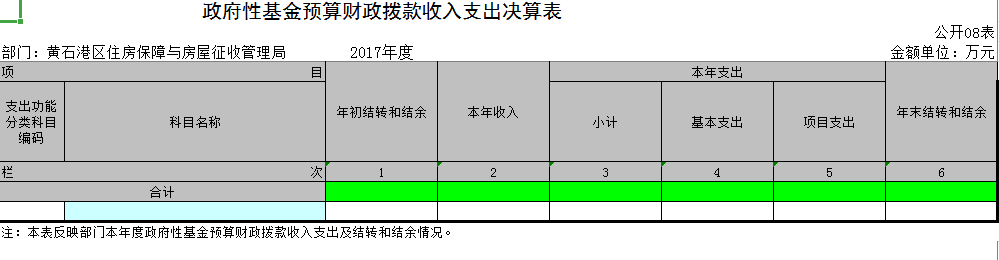 政府性基金预算财政拨款收入支出决算表
公开08表
部门：黄石港区住房保障与房屋征收管理局 2017年度 金额单位：万元
项 目 年初结转和结余 本年收入 本年支出 年末结转和结余
支出功能分类科目编码 科目名称 小计 基本支出 项目支出
栏 次 1 2 3 4 5 6
合计
注：本表反映部门本年度政府性基金预算财政拨款收入支出及结转和结余情况。